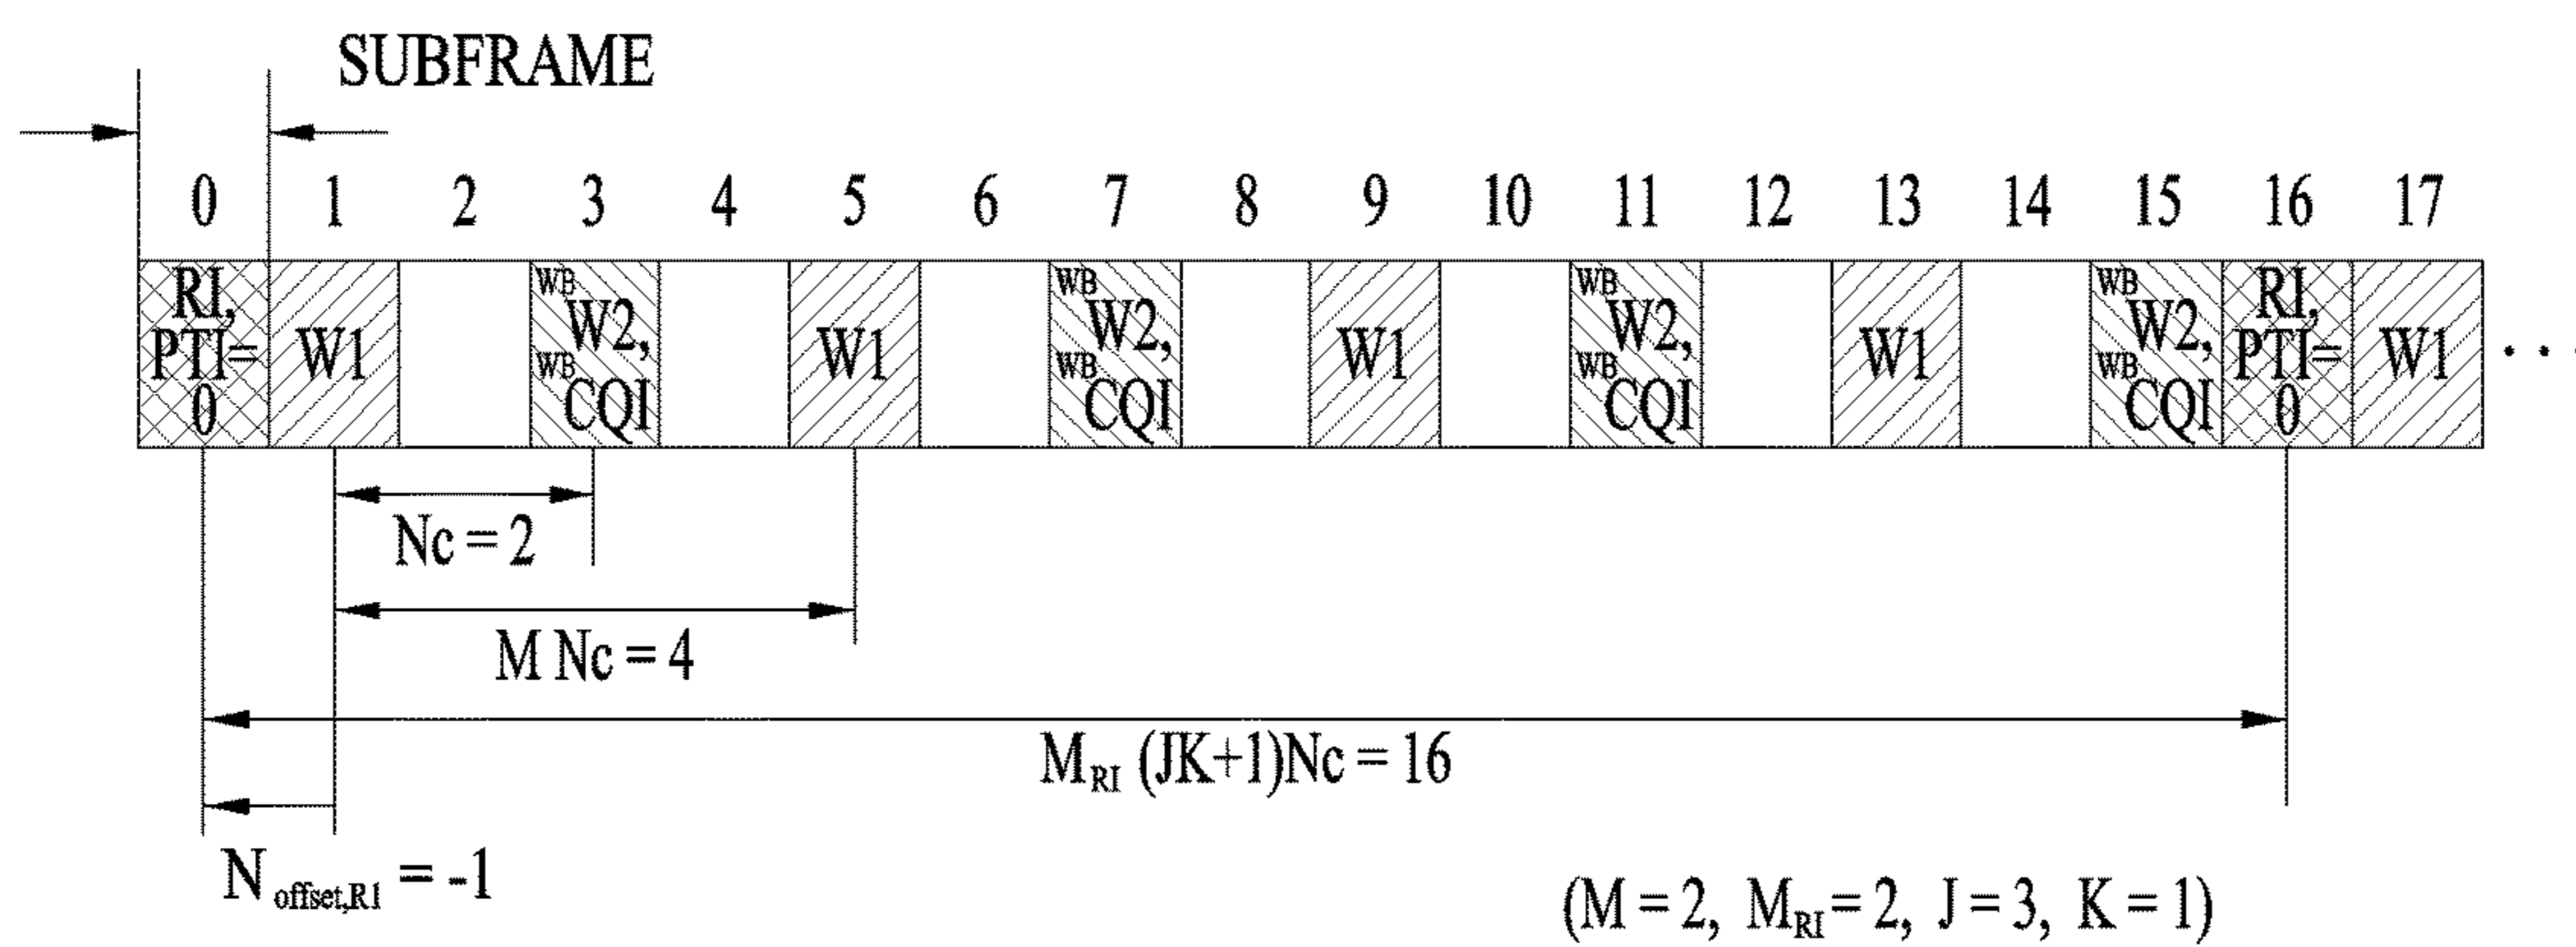 SUBFRAME
0 1 2 3 4 5 6 7 8 9 10 11 12 13 14 15 16 17
RI, PTI= 0
W1
WB W2, WB CQI
W1
WB W2, WB CQI
W1
WB W2, WB CQI
W1
WB W2, WB CQI
RI, PTI= 0
W1
· · ·
Nc = 2
M Nc = 4
MRI (JK+1)Nc = 16
Noffset,R1 = -1
(M = 2, MRI = 2, J = 3, K = 1)